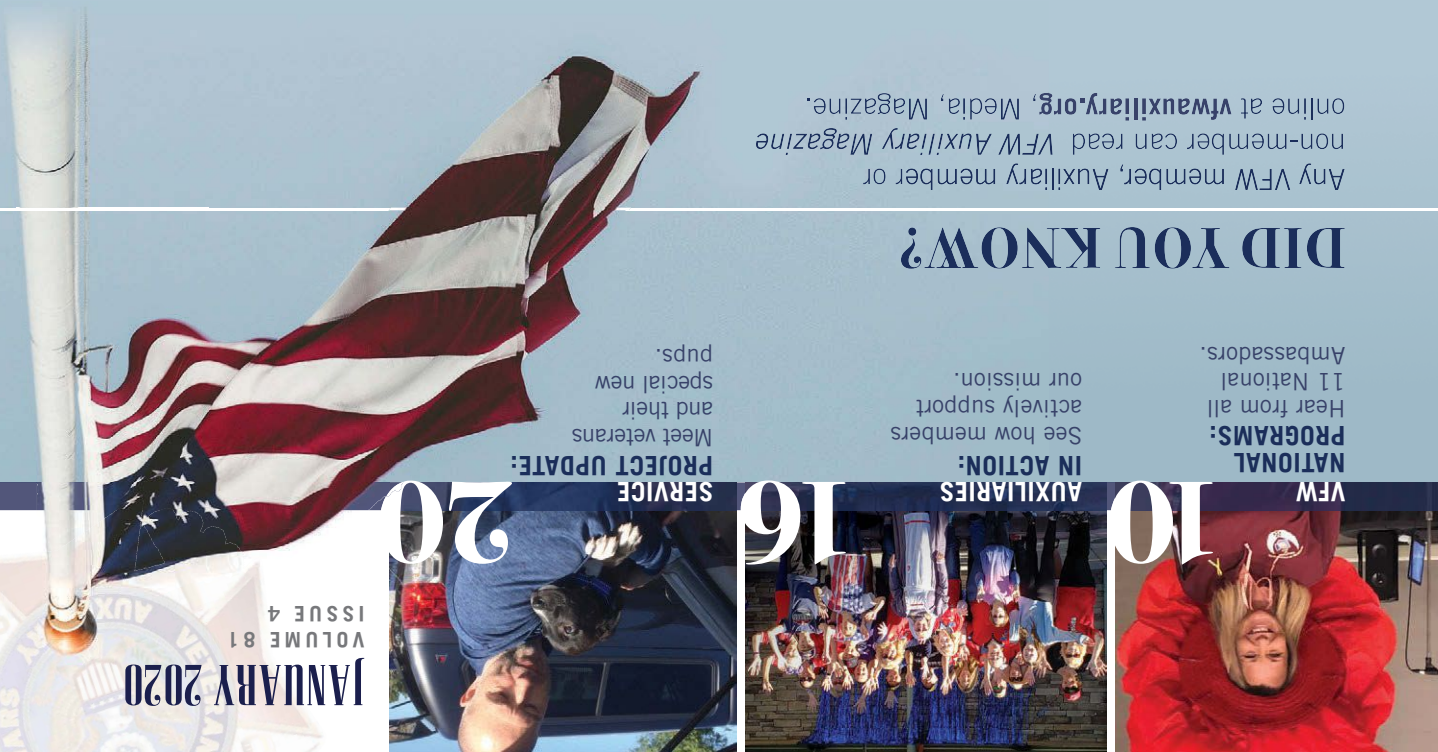 JANUARY 2020
VOLUME 81
ISSUE 4
10
VFW
NATIONAL
PROGRAMS:
Hear from all
11 National
Ambassadors.
16
AUXILIARIES
IN ACTION:
See how members
actively support
our mission.
20
SERVICE
PROJECT UPDATE:
Meet veterans
and their
special new
pups.
DID YOU KNOW?
Any VFW member, Auxiliary member or
non-member can read VFW Auxiliary Magazine
online at vfwauxiliary.org, Media, Magazine.